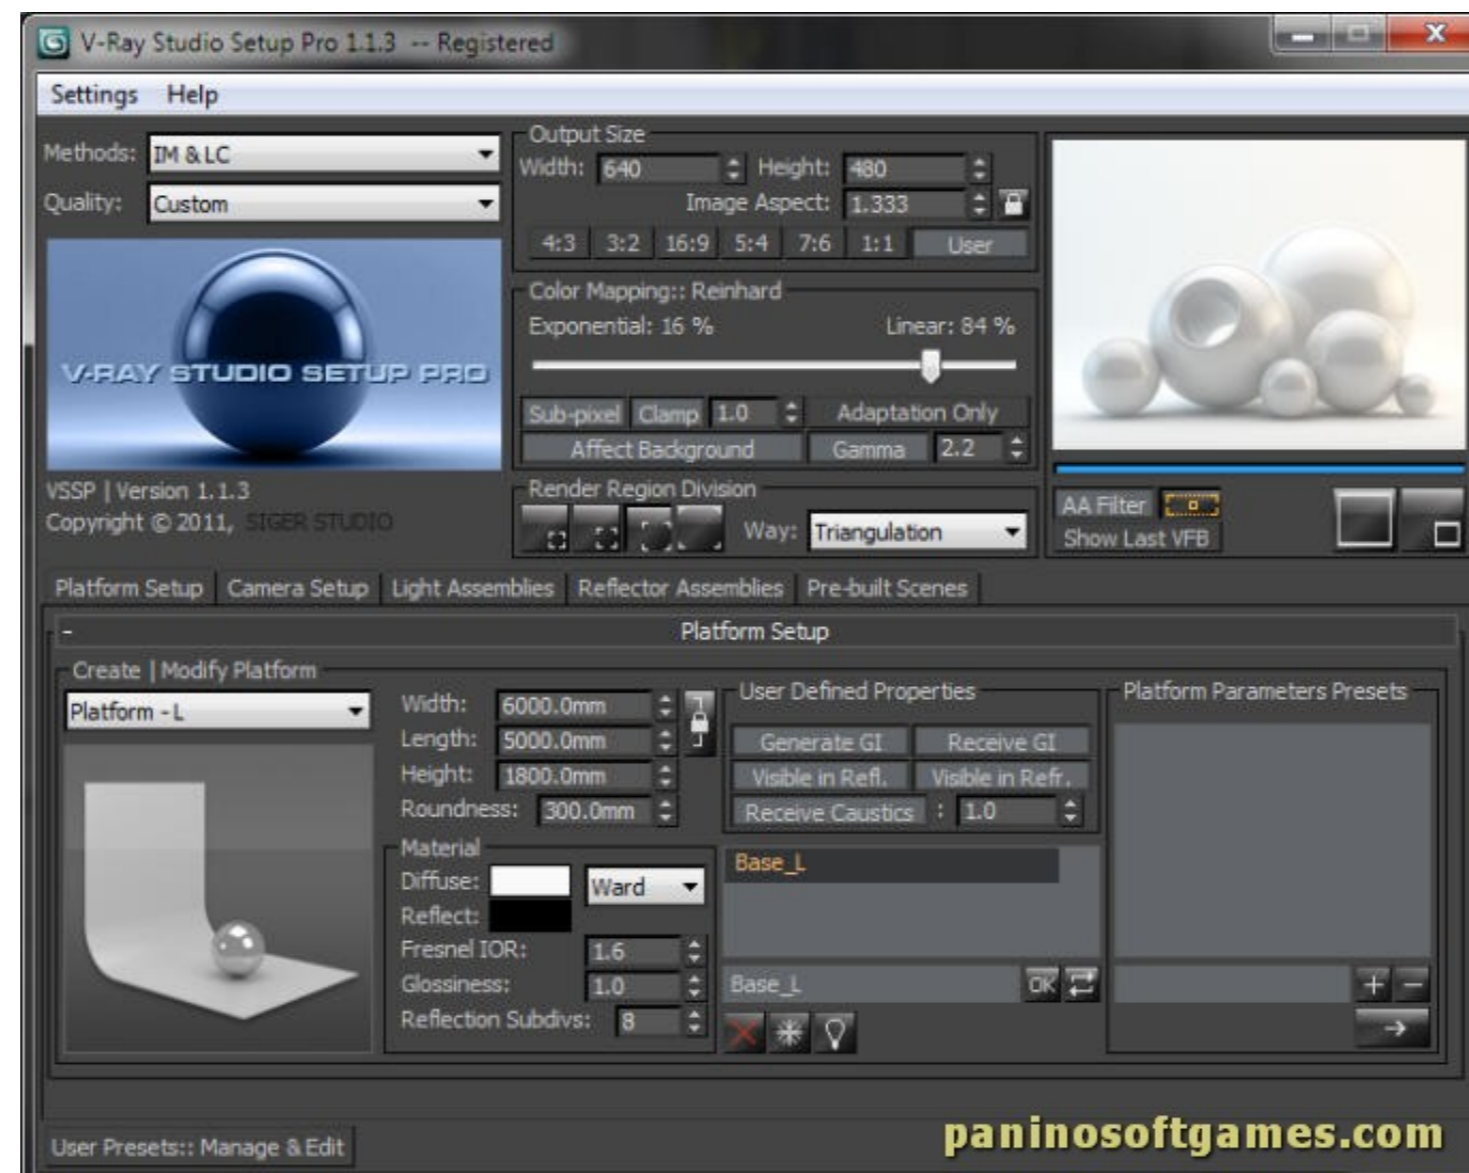 V-Ray Studio Setup Pro 1.1.3 -- Registered
Settings Help
Methods: IM & LC
Quality: Custom
V-RAY STUDIO SETUP PRO
VSSP | Version 1.1.3
Copyright © 2011, SIGER STUDIO
Output Size
Width: 640 Height: 480
Image Aspect: 1.333
4:3 3:2 16:9 5:4 7:6 1:1 User
Color Mapping:: Reinhard
Exponential: 16 % Linear: 84 %
Sub-pixel Clamp 1.0 Adaptation Only
Affect Background Gamma 2.2
Render Region Division
Way: Triangulation
AA Filter
Show Last VFB
Platform Setup Camera Setup Light Assemblies Reflector Assemblies Pre-built Scenes
- Platform Setup
Create | Modify Platform
Platform - L
Width: 6000.0mm
Length: 5000.0mm
Height: 1800.0mm
Roundness: 300.0mm
Material
Diffuse: Ward
Reflect:
Fresnel IOR: 1.6
Glossiness: 1.0
Reflection Subdivs: 8
User Defined Properties
Generate GI Receive GI
Visible in Refl. Visible in Refr.
Receive Caustics : 1.0
Base_L
Base_L OK
Platform Parameters Presets
User Presets:: Manage & Edit
paninosoftgames.com